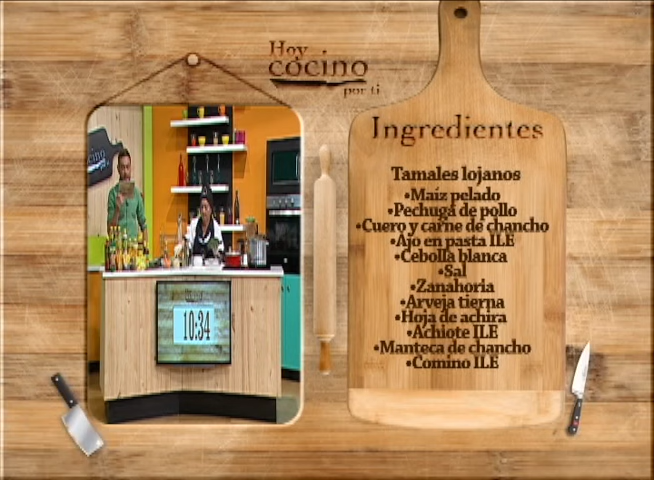 Hoy
cocino
por ti
Ingredientes
Tamales lojanos
•Maíz pelado
•Pechuga de pollo
•Cuero y carne de chancho
•Ajo en pasta ILE
•Cebolla blanca
•Sal
•Zanahoria
•Arveja tierna
•Hoja de achira
•Achiote ILE
•Manteca de chancho
•Comino ILE
10:34